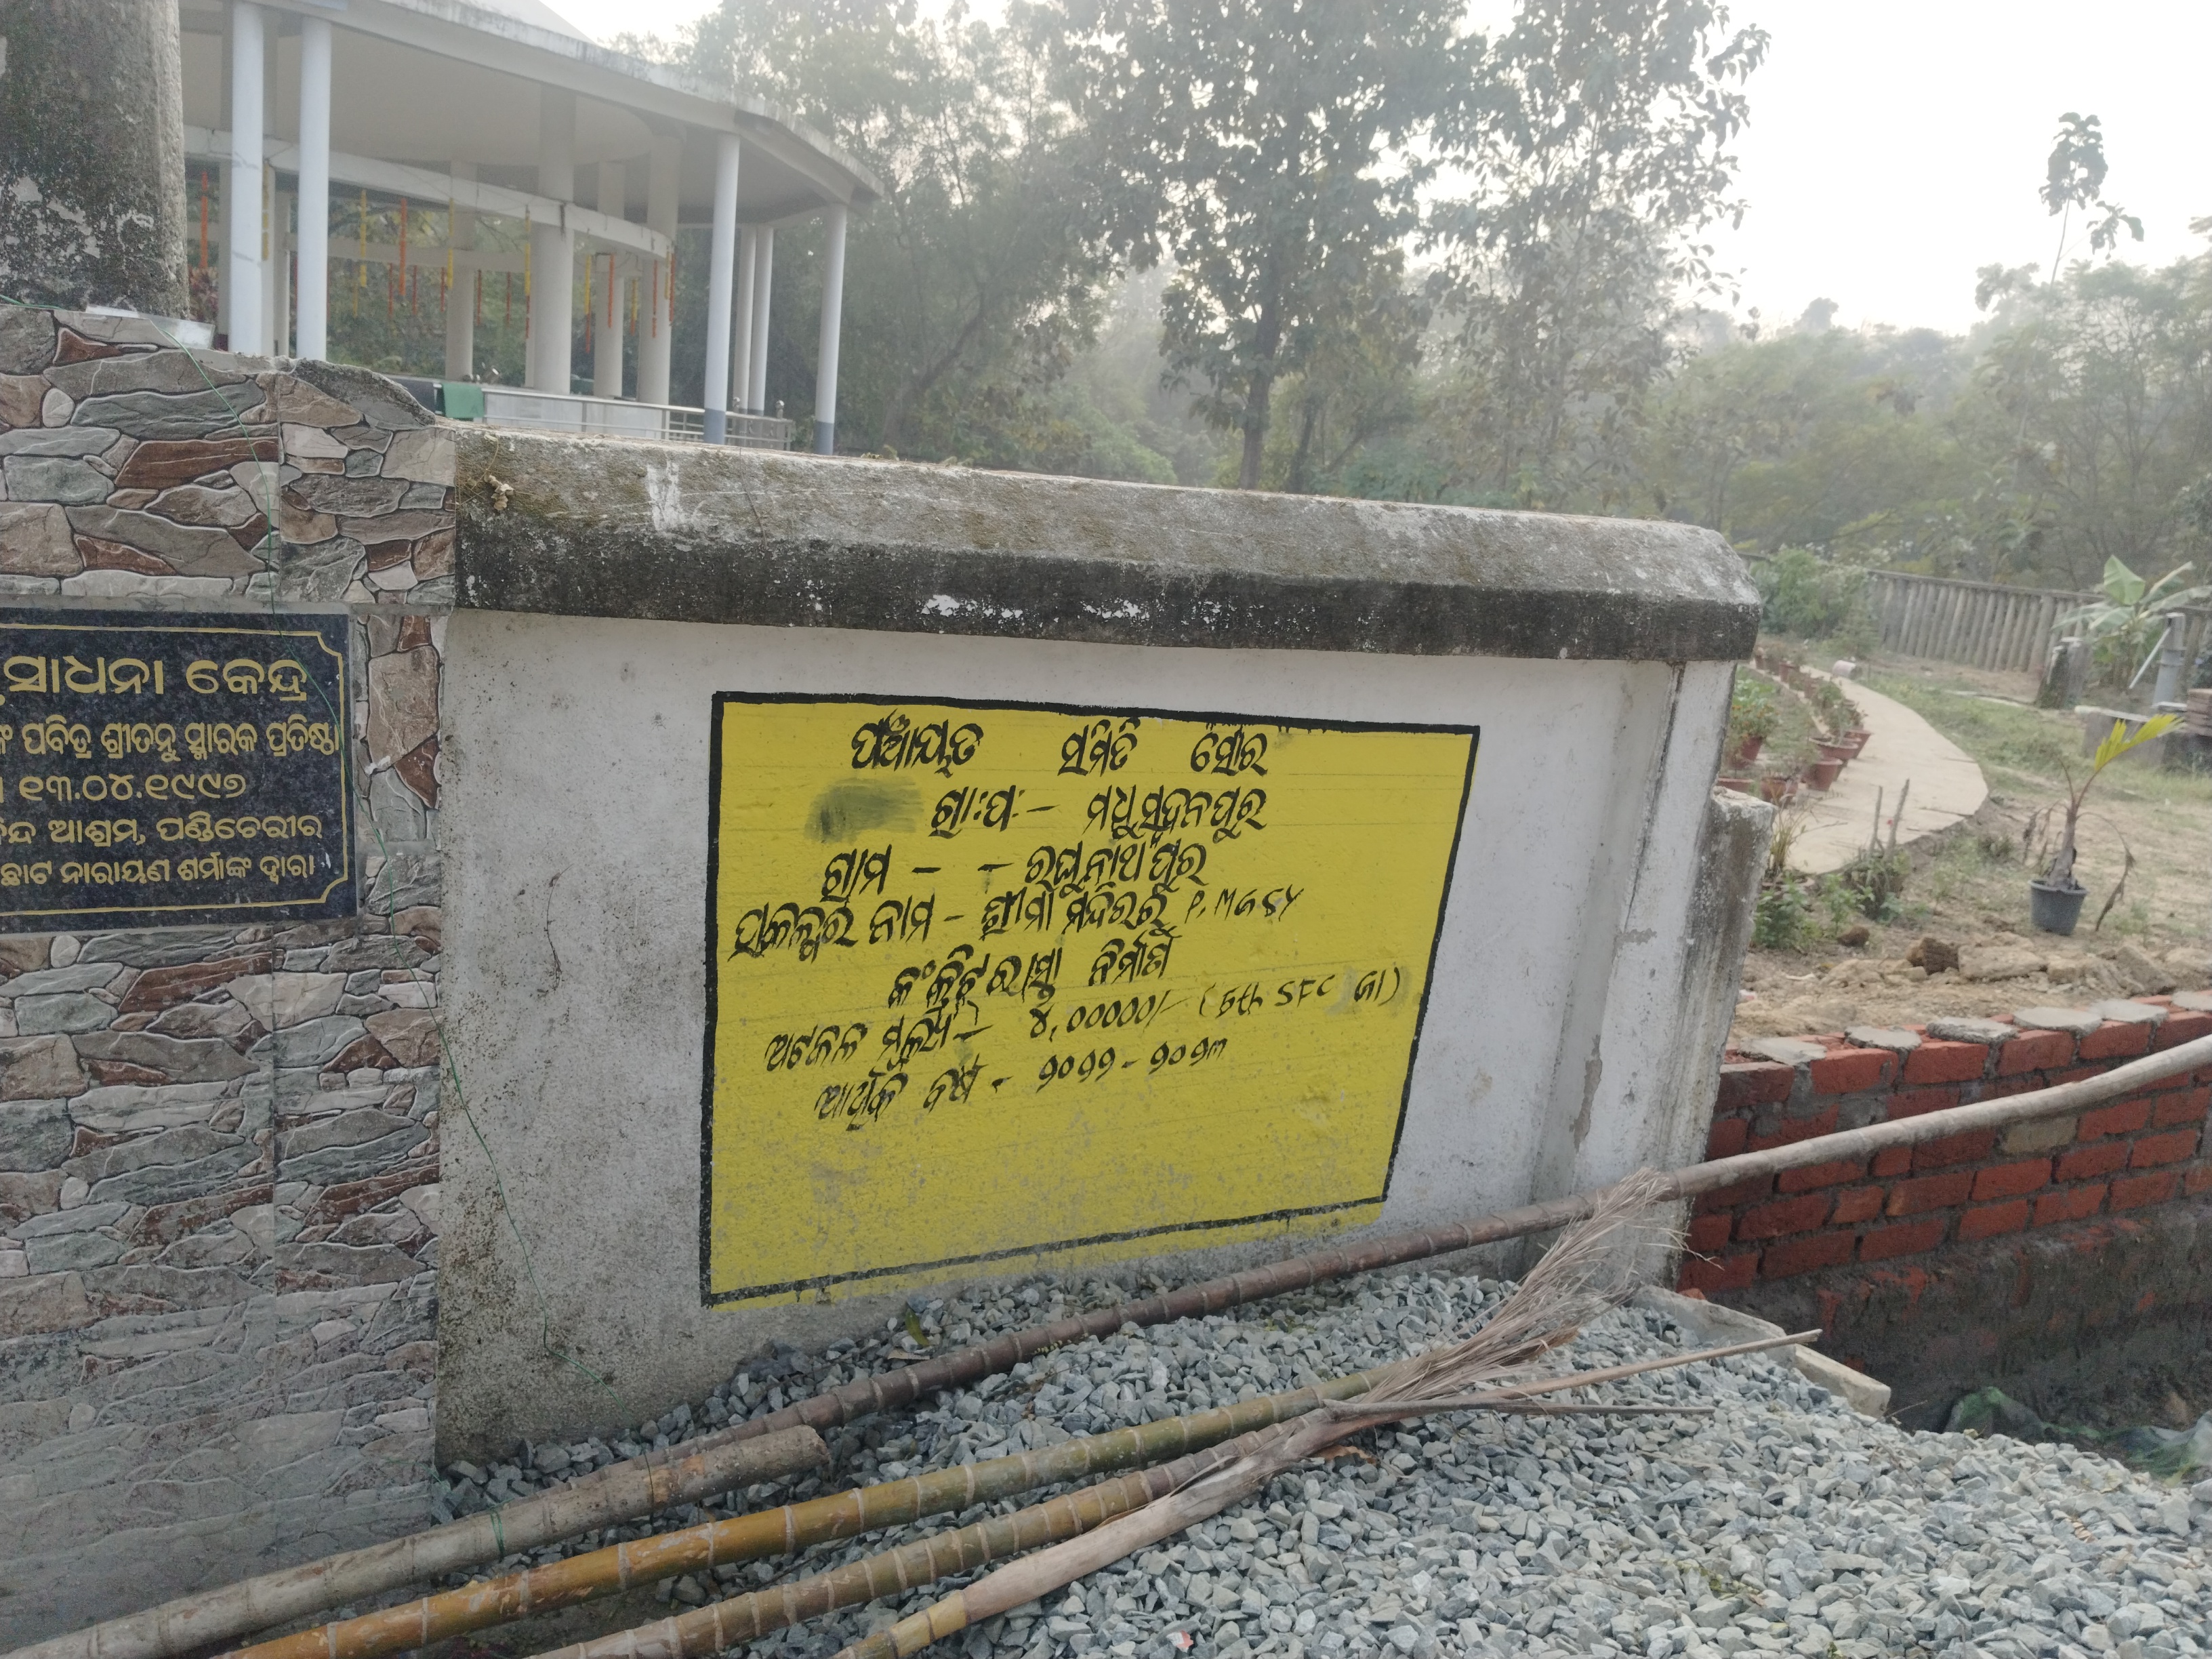 ସାଧନା କେନ୍ଦ୍ର
ଙ୍କ ପବିତ୍ର ଶ୍ରୀତନୁ ସ୍ମାରକ ପ୍ରତିଷ୍ଠା
୧୩.୦୪.୧୯୯୭
ନ୍ଦ ଆଶ୍ରମ, ପଣ୍ଡିଚେରୀର
ଛୋଟ ନାରାୟଣ ଶର୍ମାଙ୍କ ଦ୍ୱାରା
ପଞ୍ଚାୟତ ସମିତି ସୋର
ଗ୍ରା:ପ:- ମଧୁସୂଦନପୁର
ଗ୍ରାମ - - ରଘୁନାଥପୁର
ପ୍ରକଳ୍ପର ନାମ - ଶ୍ରୀମା ମନ୍ଦିରରୁ P.MGSY
କଂକ୍ରିଟ୍ ରାସ୍ତା ନିର୍ମାଣ
ଅଟକଳ ମୂଲ୍ୟ - ୪,୦୦୦୦୦/- (5th SFC ଜା)
ଆର୍ଥିକ ବର୍ଷ - ୨୦୨୨-୨୦୨୩